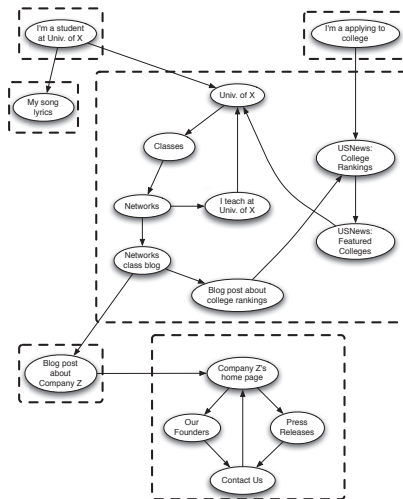 I'm a student
at Univ. of X
I'm a applying to
college
My song
lyrics
Univ. of X
Classes
USNews:
College
Rankings
Networks
I teach at
Univ. of X
USNews:
Featured
Colleges
Networks
class blog
Blog post about
college rankings
Blog post
about
Company Z
Company Z's
home page
Our
Founders
Press
Releases
Contact Us